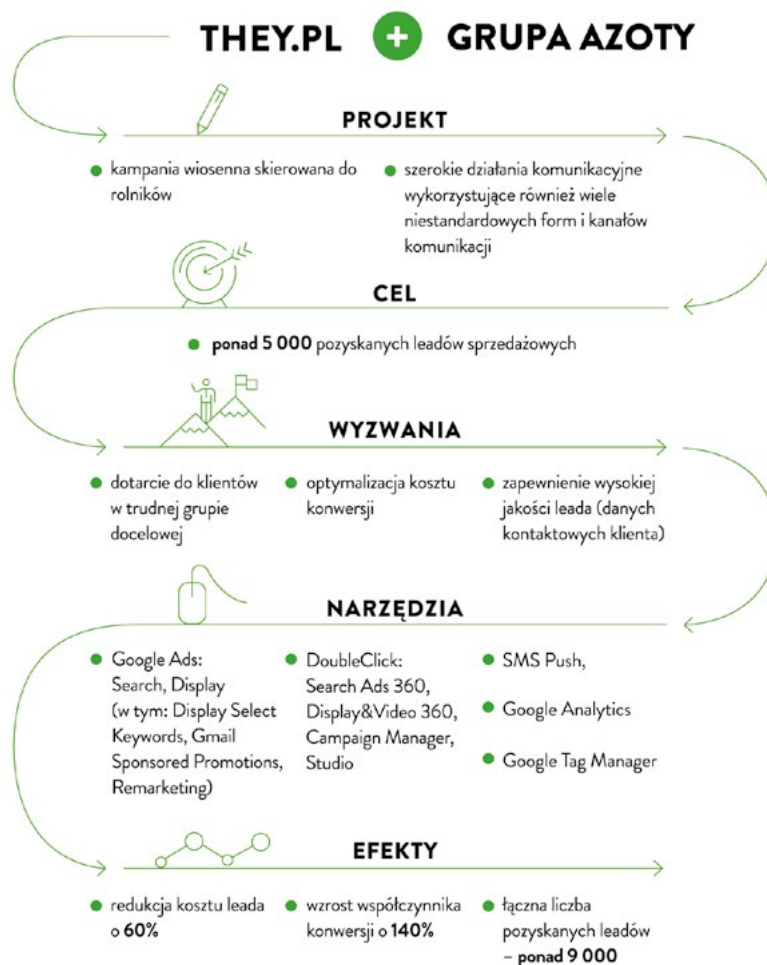 THEY.PL + GRUPA AZOTY
PROJEKT
kampania wiosenna skierowana do
rolników
szerokie działania komunikacyjne
wykorzystujące również wiele
niestandardowych form i kanałów
komunikacji
CEL
ponad 5 000 pozyskanych leadów sprzedażowych
WYZWANIA
dotarcie do klientów
w trudnej grupie
docelowej
optymalizacja kosztu
konwersji
zapewnienie wysokiej
jakości leada (danych
kontaktowych klienta)
NARZĘDZIA
Google Ads:
Search, Display
(w tym: Display Select
Keywords, Gmail
Sponsored Promotions,
Remarketing)
DoubleClick:
Search Ads 360,
Display&Video 360,
Campaign Manager,
Studio
SMS Push,
Google Analytics
Google Tag Manager
EFEKTY
redukcja kosztu leada
o 60%
wzrost współczynnika
konwersji o 140%
łączna liczba
pozyskanych leadów
– ponad 9 000